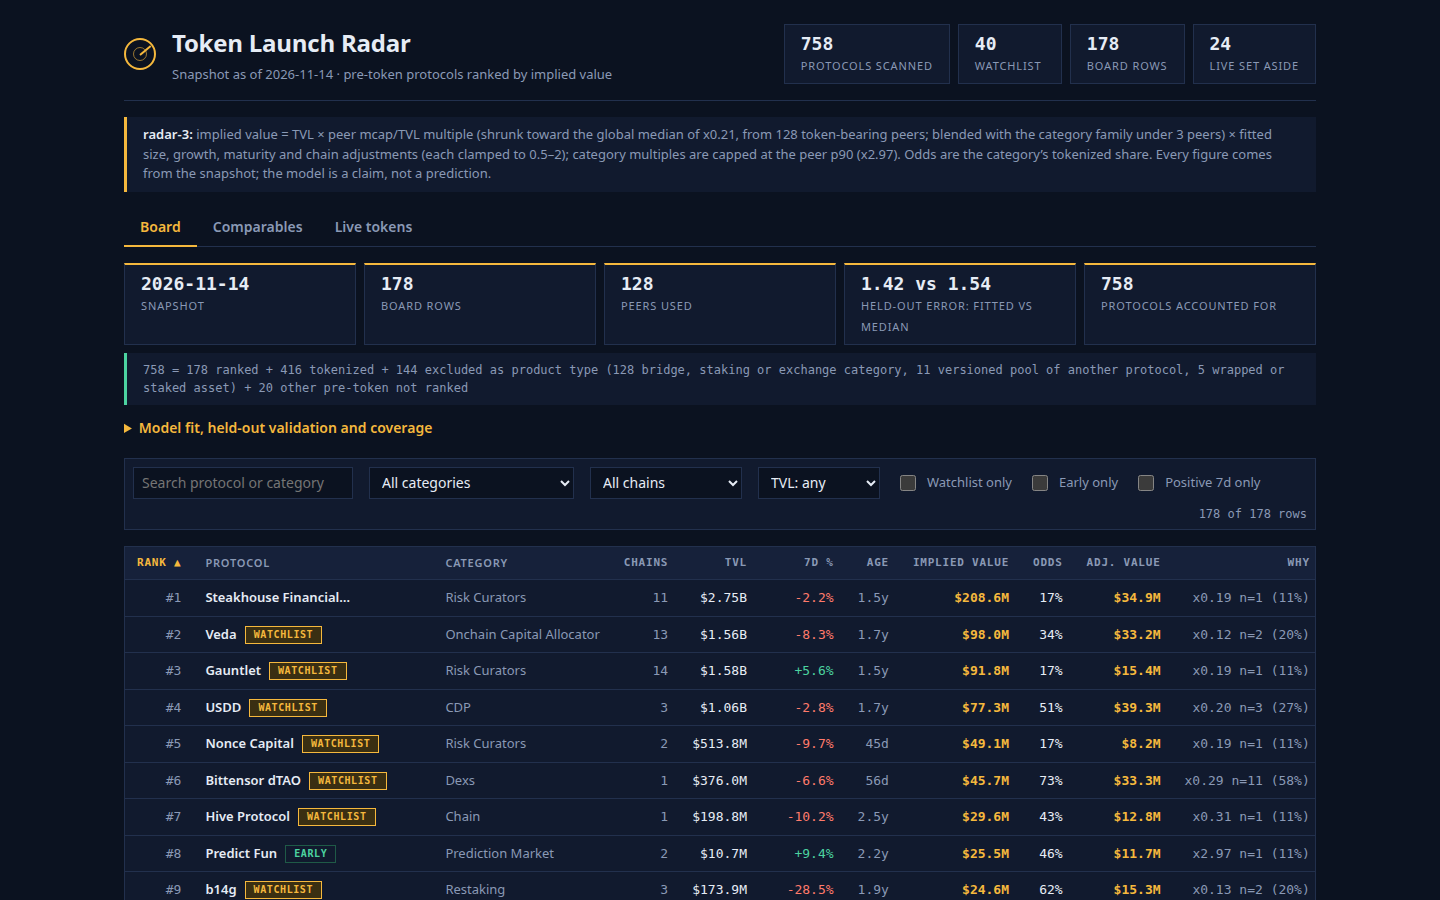 Token Launch Radar
Snapshot as of 2026-11-14 · pre-token protocols ranked by implied value
758
PROTOCOLS SCANNED
40
WATCHLIST
178
BOARD ROWS
24
LIVE SET ASIDE
radar-3: implied value = TVL × peer mcap/TVL multiple (shrunk toward the global median of x0.21, from 128 token-bearing peers; blended with the category family under 3 peers) × fitted
size, growth, maturity and chain adjustments (each clamped to 0.5–2); category multiples are capped at the peer p90 (x2.97). Odds are the category's tokenized share. Every figure comes
from the snapshot; the model is a claim, not a prediction.
Board Comparables Live tokens
2026-11-14
SNAPSHOT
178
BOARD ROWS
128
PEERS USED
1.42 vs 1.54
HELD-OUT ERROR: FITTED VS
MEDIAN
758
PROTOCOLS ACCOUNTED FOR
758 = 178 ranked + 416 tokenized + 144 excluded as product type (128 bridge, staking or exchange category, 11 versioned pool of another protocol, 5 wrapped or
staked asset) + 20 other pre-token not ranked
▶ Model fit, held-out validation and coverage
Search protocol or category All categories All chains TVL: any Watchlist only Early only Positive 7d only
178 of 178 rows
RANK ▲ PROTOCOL CATEGORY CHAINS TVL 7D % AGE IMPLIED VALUE ODDS ADJ. VALUE WHY
#1 Steakhouse Financial... Risk Curators 11 $2.75B -2.2% 1.5y $208.6M 17% $34.9M x0.19 n=1 (11%)
#2 Veda WATCHLIST Onchain Capital Allocator 13 $1.56B -8.3% 1.7y $98.0M 34% $33.2M x0.12 n=2 (20%)
#3 Gauntlet WATCHLIST Risk Curators 14 $1.58B +5.6% 1.5y $91.8M 17% $15.4M x0.19 n=1 (11%)
#4 USDD WATCHLIST CDP 3 $1.06B -2.8% 1.7y $77.3M 51% $39.3M x0.20 n=3 (27%)
#5 Nonce Capital WATCHLIST Risk Curators 2 $513.8M -9.7% 45d $49.1M 17% $8.2M x0.19 n=1 (11%)
#6 Bittensor dTAO WATCHLIST Dexs 1 $376.0M -6.6% 56d $45.7M 73% $33.3M x0.29 n=11 (58%)
#7 Hive Protocol WATCHLIST Chain 1 $198.8M -10.2% 2.5y $29.6M 43% $12.8M x0.31 n=1 (11%)
#8 Predict Fun EARLY Prediction Market 2 $10.7M +9.4% 2.2y $25.5M 46% $11.7M x2.97 n=1 (11%)
#9 b14g WATCHLIST Restaking 3 $173.9M -28.5% 1.9y $24.6M 62% $15.3M x0.13 n=2 (20%)